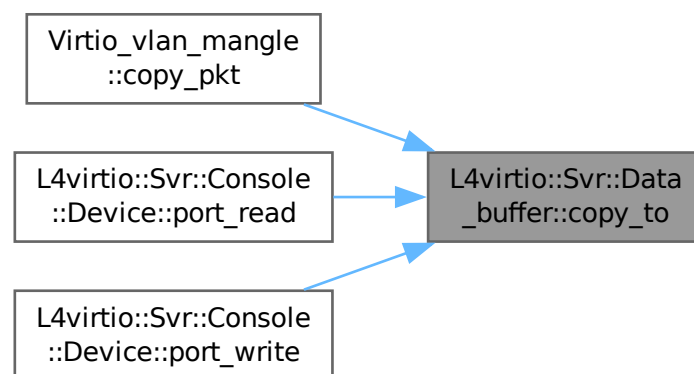 Virtio_vlan_mangle
::copy_pkt
L4virtio::Svr::Console
::Device::port_read
L4virtio::Svr::Data
_buffer::copy_to
L4virtio::Svr::Console
::Device::port_write